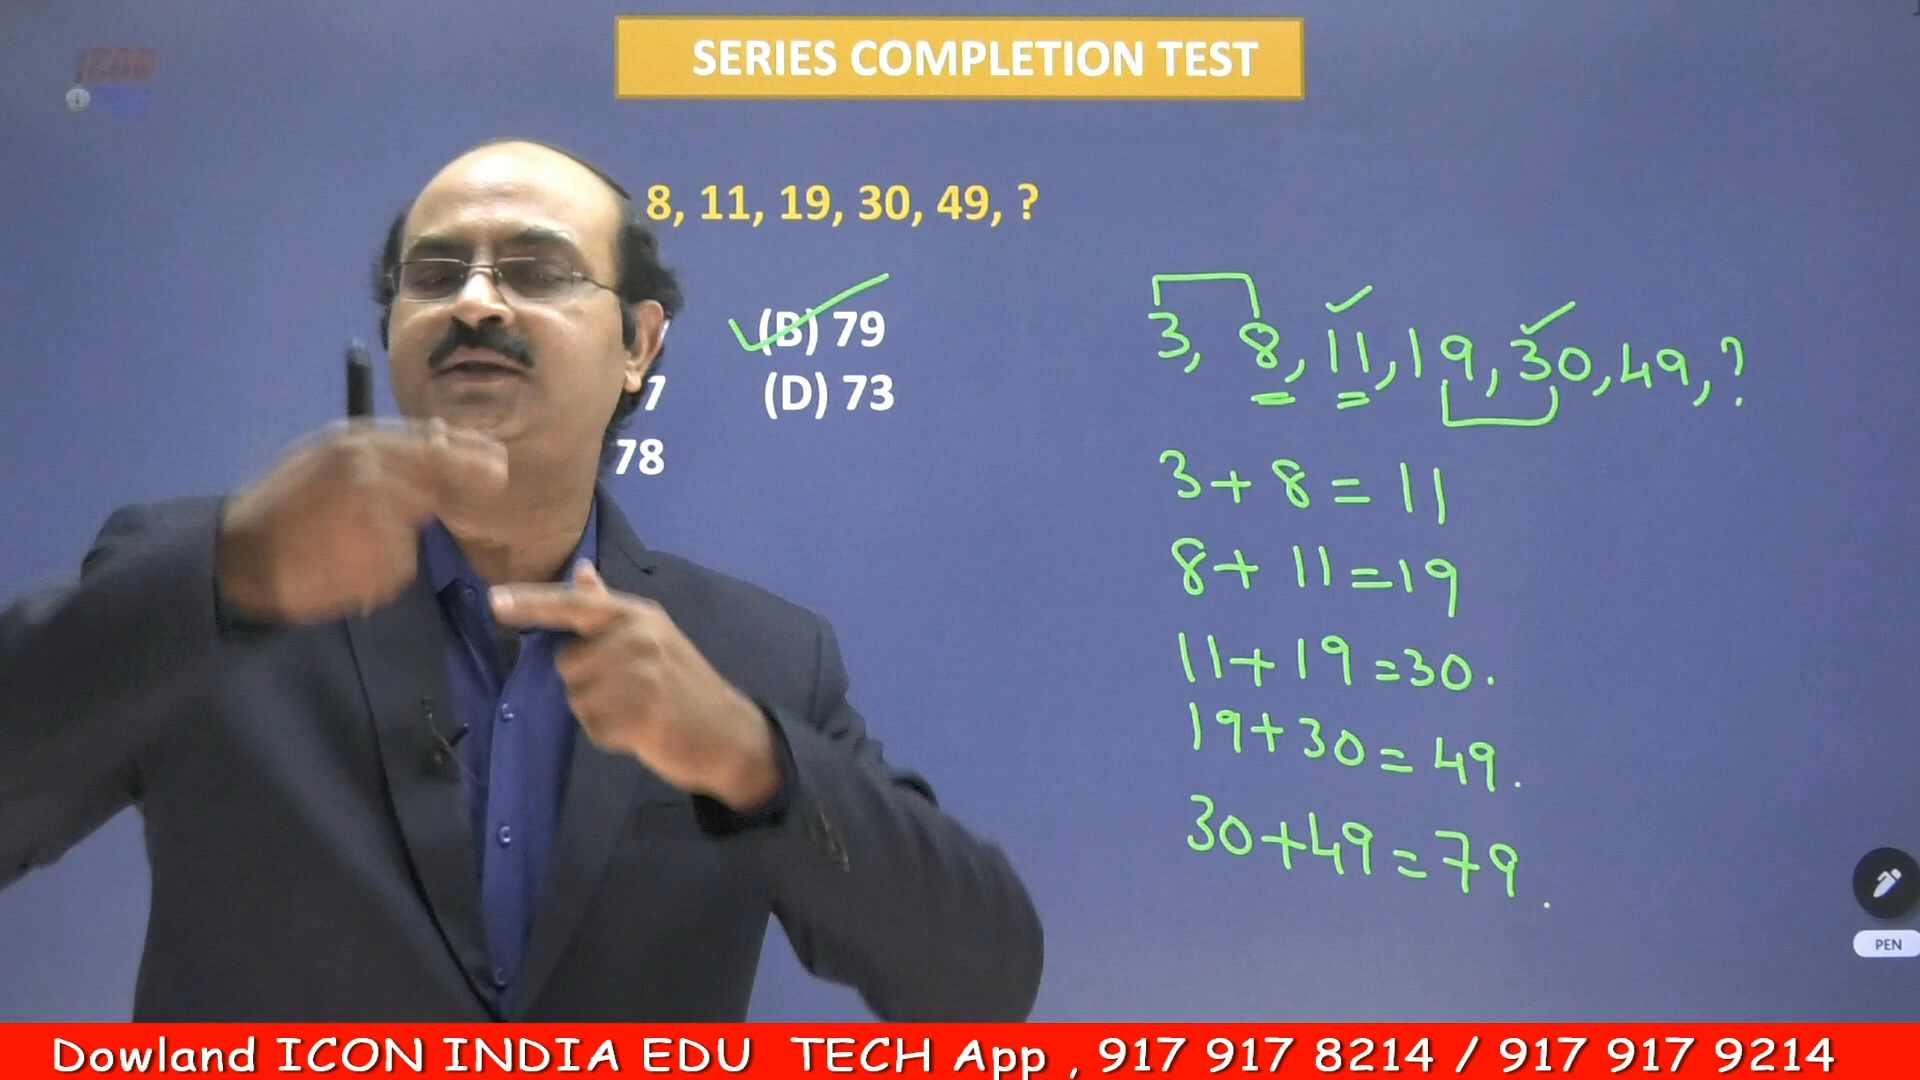 SERIES COMPLETION TEST
ICON
8, 11, 19, 30, 49, ?
(B) 79
7
(D) 73
78
3, 8, 11, 19, 30, 49, ?
3 + 8 = 11
8 + 11 = 19
11 + 19 = 30.
19 + 30 = 49.
30 + 49 = 79.
PEN
Dowland ICON INDIA EDU TECH App , 917 917 8214 / 917 917 9214